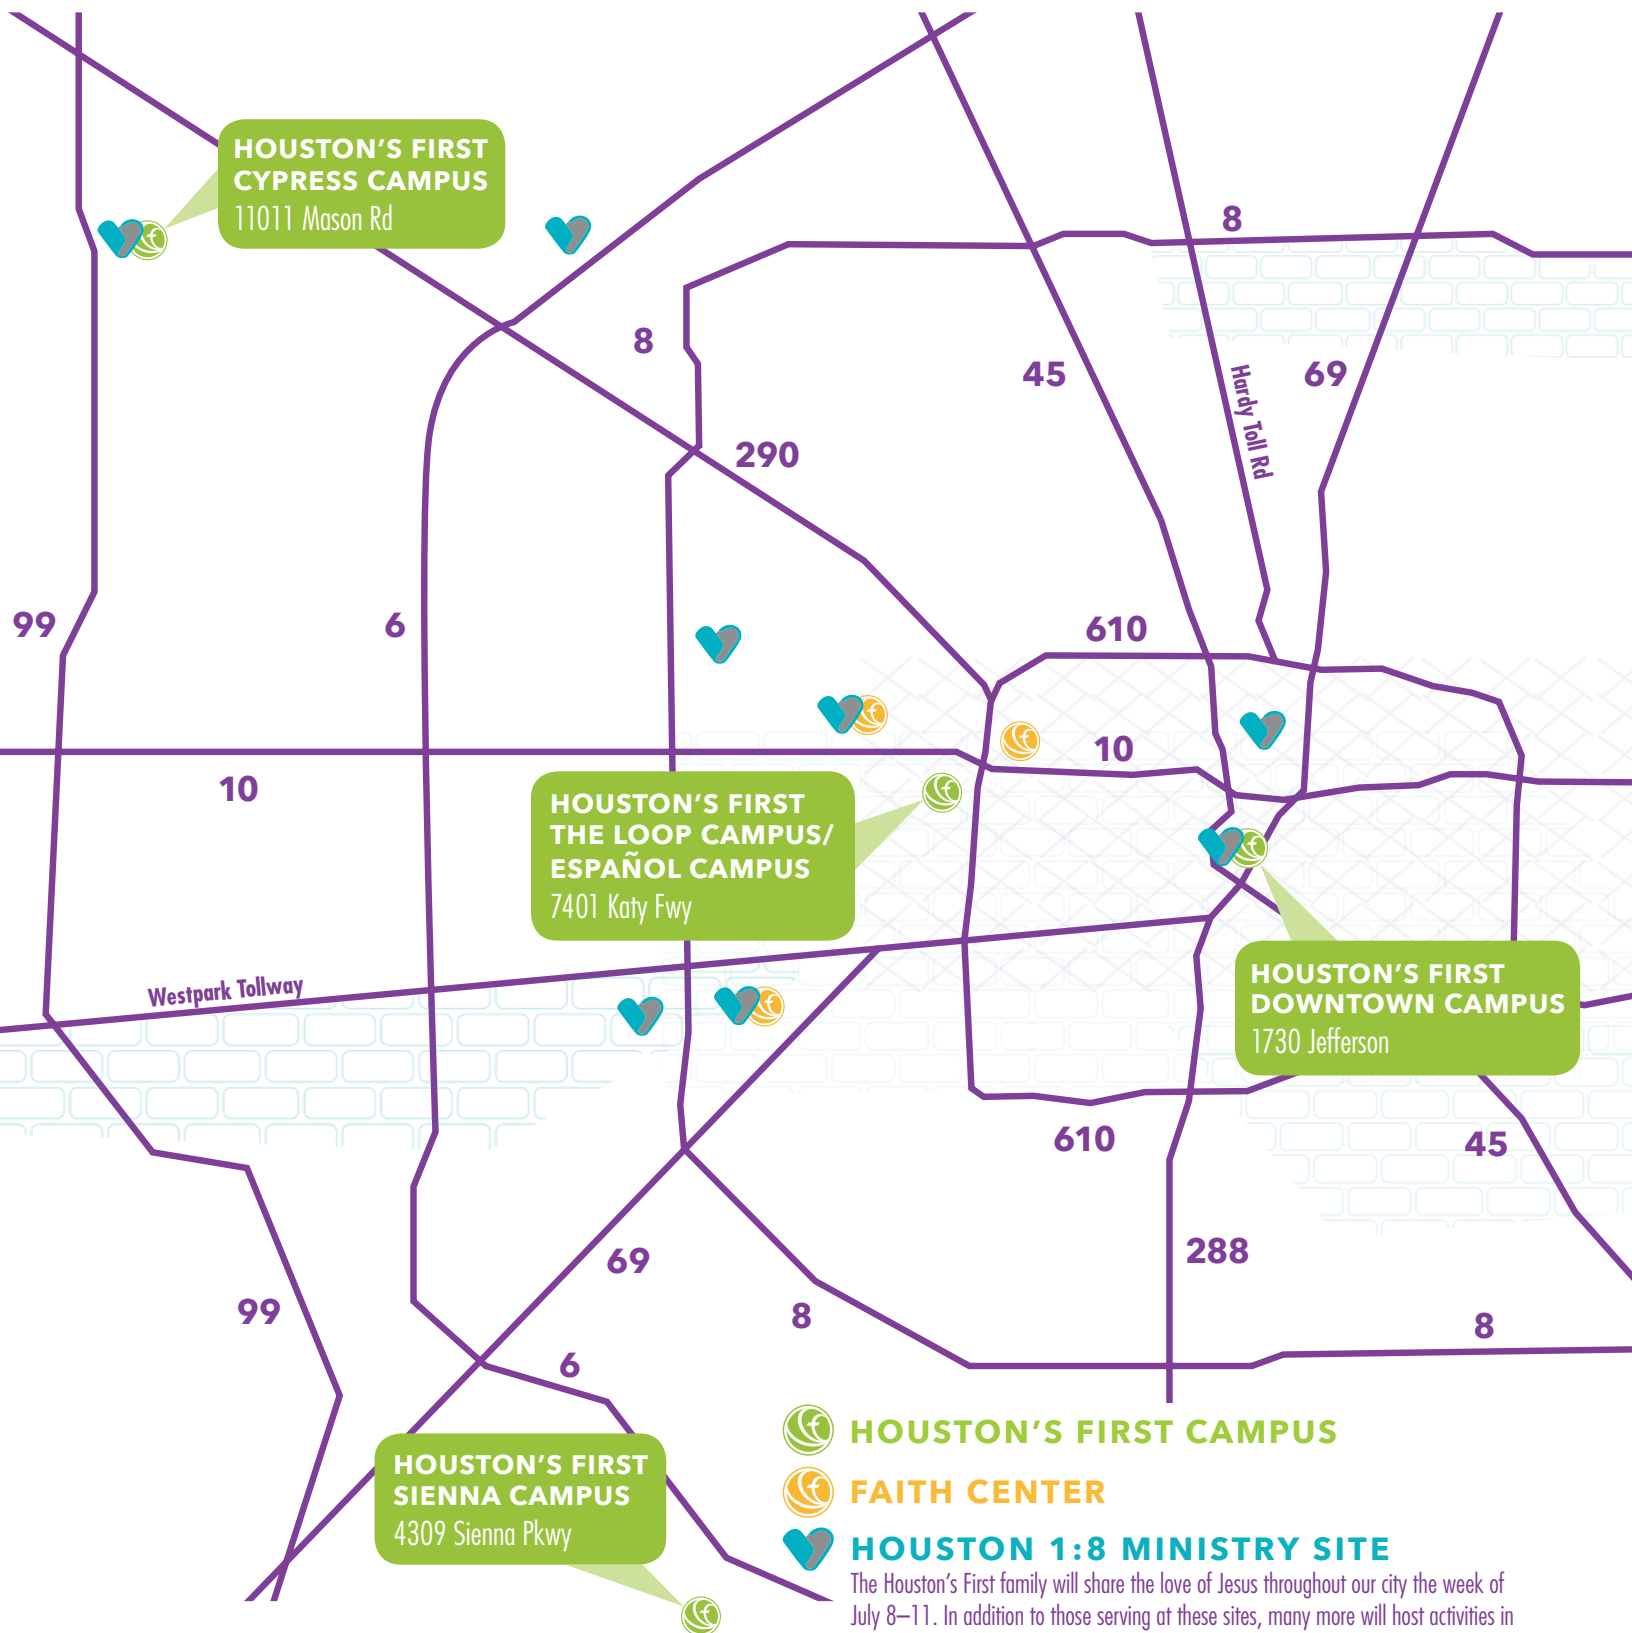 HOUSTON'S FIRST
CYPRESS CAMPUS
11011 Mason Rd
8
8
45
Hardy Toll Rd
69
290
99
6
610
10
10
HOUSTON'S FIRST
THE LOOP CAMPUS/
ESPAÑOL CAMPUS
7401 Katy Fwy
Westpark Tollway
HOUSTON'S FIRST
DOWNTOWN CAMPUS
1730 Jefferson
610
45
288
69
99
8
8
6
HOUSTON'S FIRST
SIENNA CAMPUS
4309 Sienna Pkwy
HOUSTON'S FIRST CAMPUS
FAITH CENTER
HOUSTON 1:8 MINISTRY SITE
The Houston's First family will share the love of Jesus throughout our city the week of
July 8–11. In addition to those serving at these sites, many more will host activities in